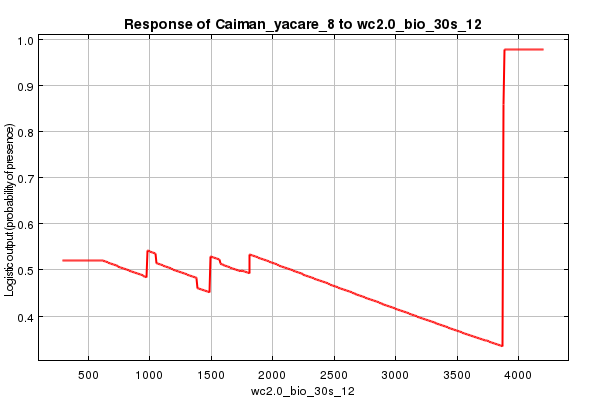 Response of Caiman_yacare_8 to wc2.0_bio_30s_12
Logistic output (probability of presence)
1.0
0.9
0.8
0.7
0.6
0.5
0.4
500 1000 1500 2000 2500 3000 3500 4000
wc2.0_bio_30s_12